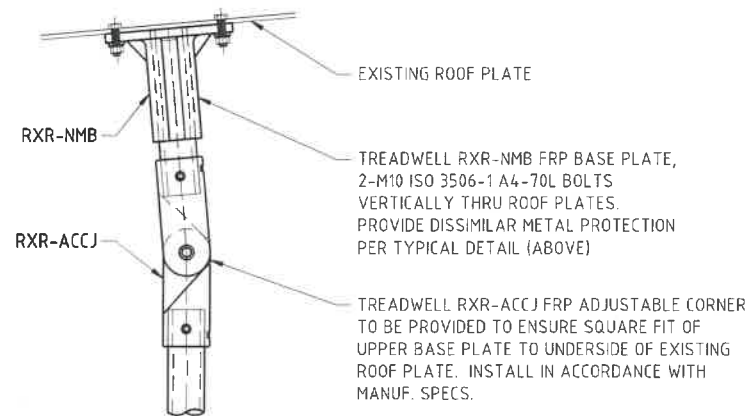 EXISTING ROOF PLATE
RXR-NMB
TREADWELL RXR-NMB FRP BASE PLATE,
2-M10 ISO 3506-1 A4-70L BOLTS
VERTICALLY THRU ROOF PLATES.
PROVIDE DISSIMILAR METAL PROTECTION
PER TYPICAL DETAIL (ABOVE)
RXR-ACCJ
TREADWELL RXR-ACCJ FRP ADJUSTABLE CORNER
TO BE PROVIDED TO ENSURE SQUARE FIT OF
UPPER BASE PLATE TO UNDERSIDE OF EXISTING
ROOF PLATE. INSTALL IN ACCORDANCE WITH
MANUF. SPECS.